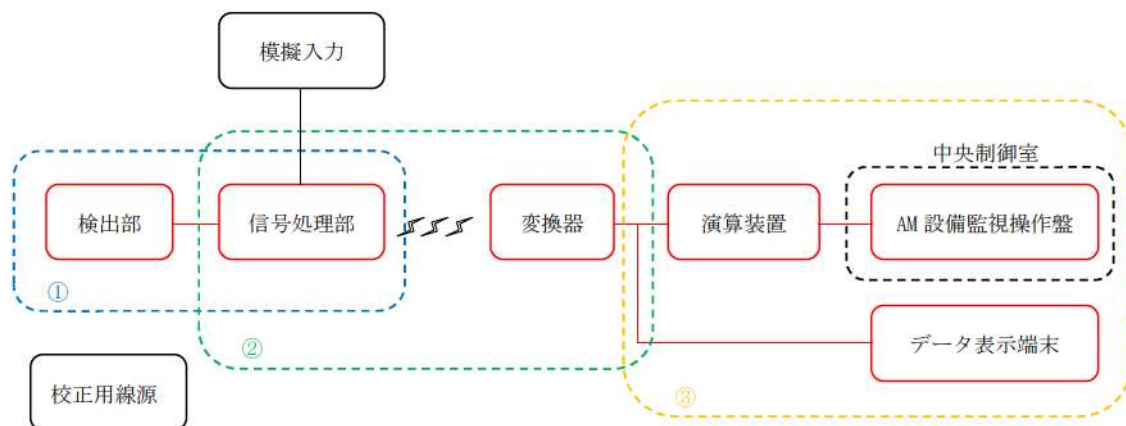 模擬入力
中央制御室
検出部
信号処理部
変換器
演算装置
AM 設備監視操作盤
①
②
データ表示端末
校正用線源
③